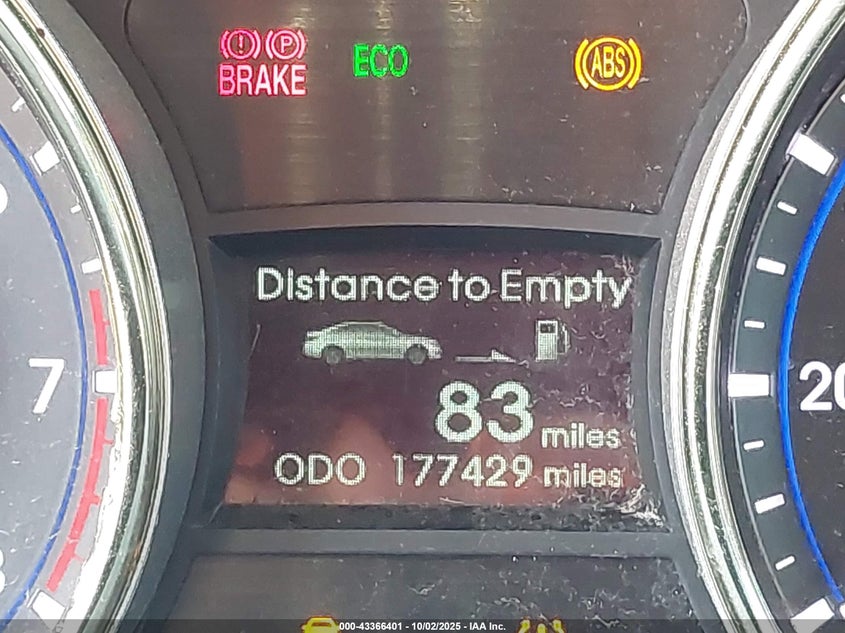 (!) (P)
BRAKE
ECO
ABS
Distance to Empty
7
20
83 miles
ODO 177429 miles
000-43366401 - 10/02/2025 - IAA Inc.